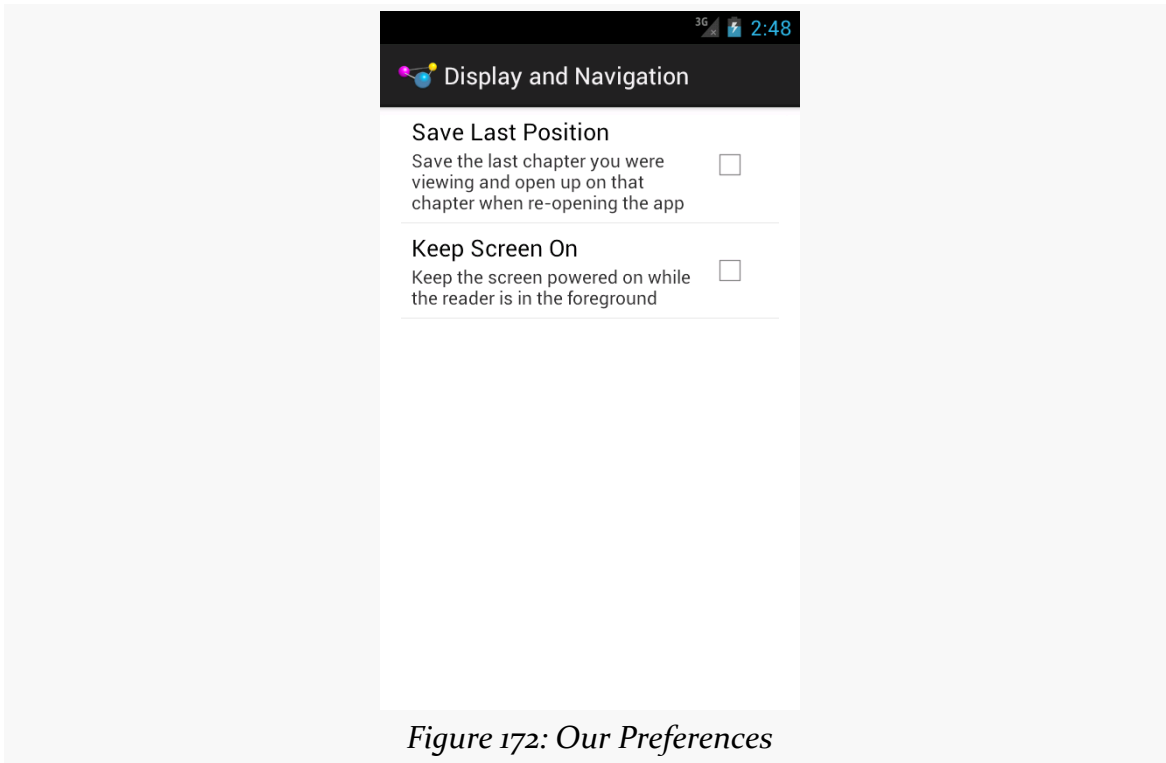 3G 2:48
Display and Navigation
Save Last Position
Save the last chapter you were
viewing and open up on that
chapter when re-opening the app
Keep Screen On
Keep the screen powered on while
the reader is in the foreground
Figure 172: Our Preferences